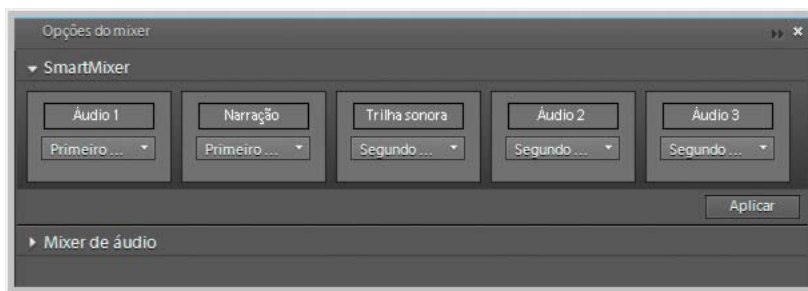 Opções do mixer
SmartMixer
Áudio 1 Narração Trilha sonora Áudio 2 Áudio 3
Primeiro ... Primeiro ... Segundo ... Segundo ... Segundo ...
Aplicar
Mixer de áudio